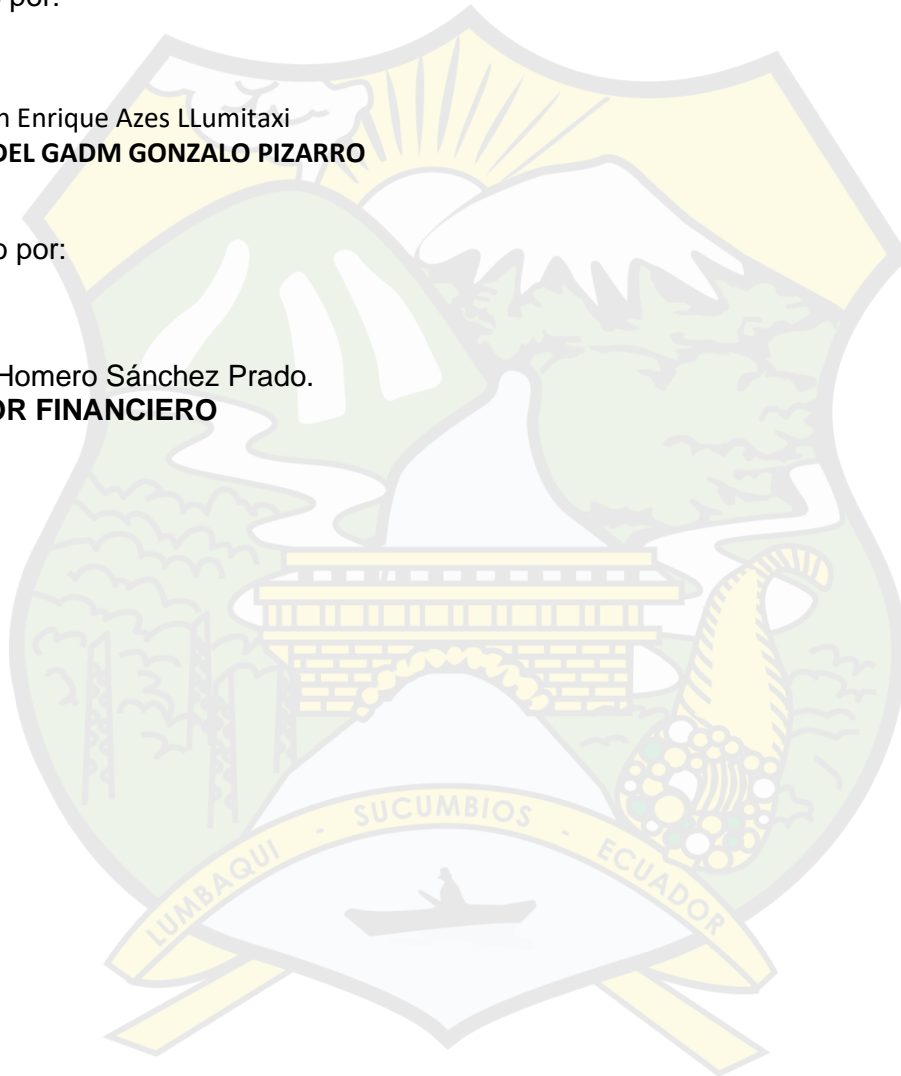 por:
n Enrique Azes LLumitaxi
DEL GADM GONZALO PIZARRO
o por:
Homero Sánchez Prado.
OR FINANCIERO
LUMBAQUI - SUCUMBIOS - ECUADOR